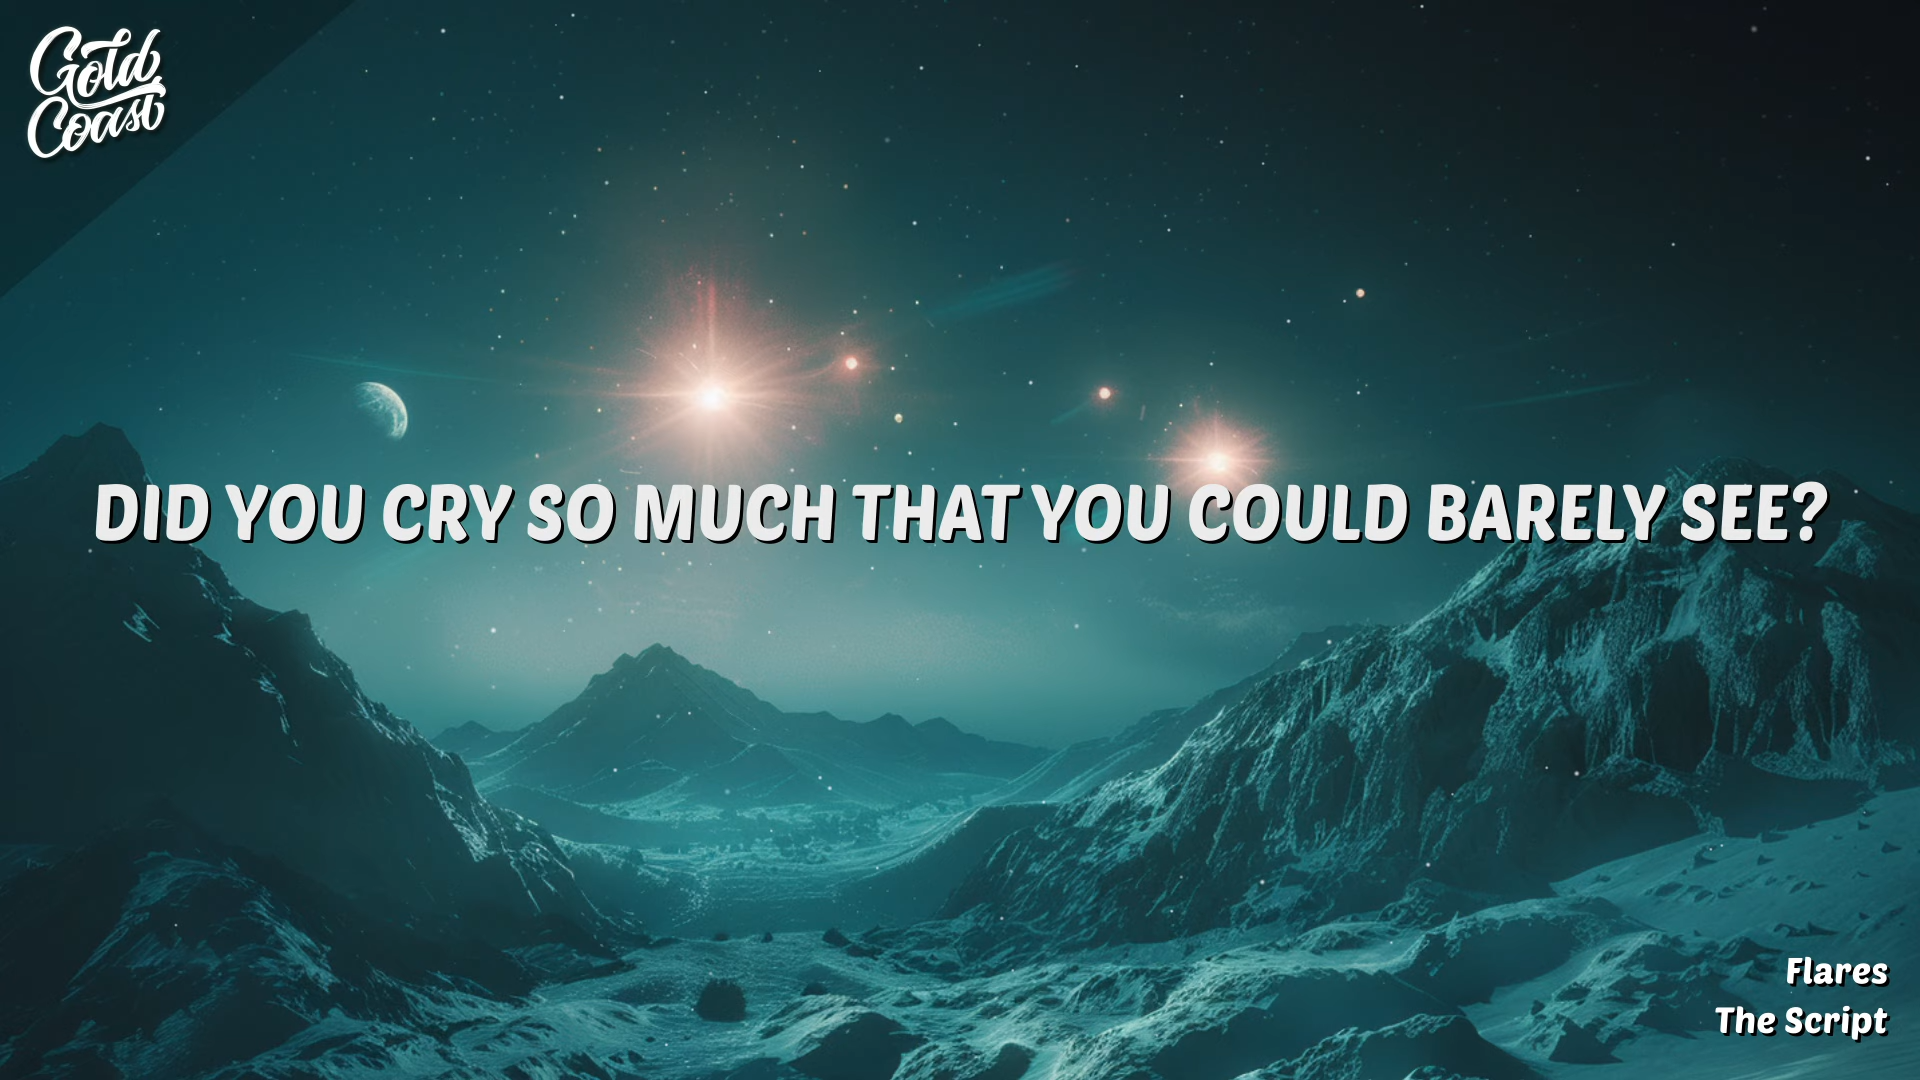 Gold
Coast
DID YOU CRY SO MUCH THAT YOU COULD BARELY SEE?
Flares
The Script